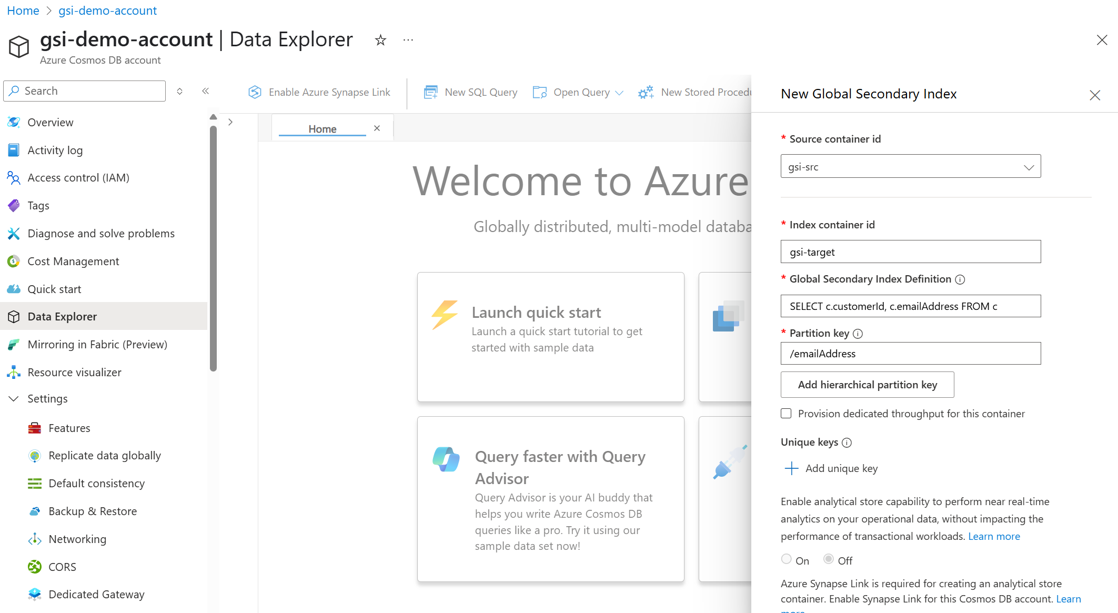 Home > gsi-demo-account
gsi-demo-account | Data Explorer
Azure Cosmos DB account
Search
Overview
Activity log
Access control (IAM)
Tags
Diagnose and solve problems
Cost Management
Quick start
Data Explorer
Mirroring in Fabric (Preview)
Resource visualizer
Settings
Features
Replicate data globally
Default consistency
Backup & Restore
Networking
CORS
Dedicated Gateway
Enable Azure Synapse Link
New SQL Query
Open Query
New Stored Procedu
Home
Welcome to Azure
Globally distributed, multi-model databa
Launch quick start
Launch a quick start tutorial to get
started with sample data
Query faster with Query
Advisor
Query Advisor is your AI buddy that
helps you write Azure Cosmos DB
queries like a pro. Try it using our
sample data set now!
New Global Secondary Index
* Source container id
gsi-src
* Index container id
gsi-target
* Global Secondary Index Definition
SELECT c.customerId, c.emailAddress FROM c
* Partition key
/emailAddress
Add hierarchical partition key
Provision dedicated throughput for this container
Unique keys
Add unique key
Enable analytical store capability to perform near real-time
analytics on your operational data, without impacting the
performance of transactional workloads. Learn more
On Off
Azure Synapse Link is required for creating an analytical store
container. Enable Synapse Link for this Cosmos DB account. Learn
more